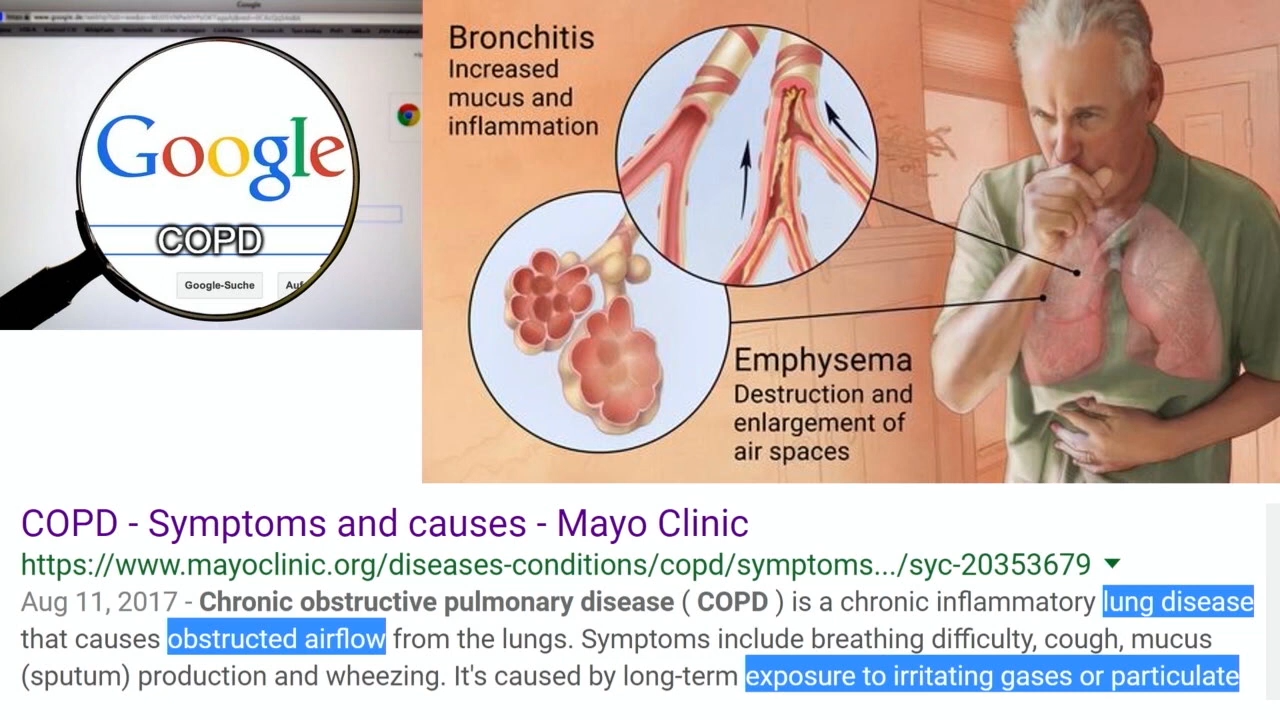 Google
COPD
Google-Suche
Auf
Bronchitis
Increased
mucus and
inflammation
Emphysema
Destruction and
enlargement of
air spaces
COPD - Symptoms and causes - Mayo Clinic
https://www.mayoclinic.org/diseases-conditions/copd/symptoms.../syc-20353679
Aug 11, 2017 - Chronic obstructive pulmonary disease ( COPD ) is a chronic inflammatory lung disease
that causes obstructed airflow from the lungs. Symptoms include breathing difficulty, cough, mucus
(sputum) production and wheezing. It's caused by long-term exposure to irritating gases or particulate